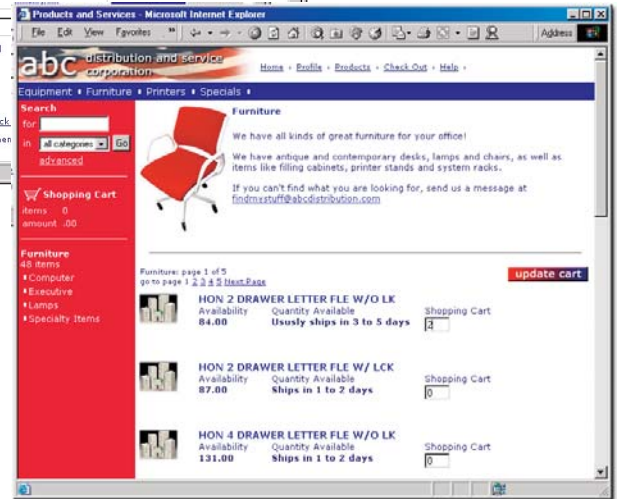 Products and Services - Microsoft Internet Explorer
File Edit View Favorites » Address
abc distribution and service corporation
Home • Profile • Products • Check Out • Help •
Equipment • Furniture • Printers • Specials •
Search
for
in all categories Go
advanced
Shopping Cart
items 0
amount .00
Furniture
48 items
Computer
Executive
Lamps
Specialty Items
Furniture
We have all kinds of great furniture for your office!
We have antique and contemporary desks, lamps and chairs, as well as
items like filing cabinets, printer stands and system racks.
If you can't find what you are looking for, send us a message at
findmystuff@abcdistribution.com
Furniture: page 1 of 5
go to page 1 2 3 4 5 Next Page
update cart
HON 2 DRAWER LETTER FLE W/O LK
Availability Quantity Available Shopping Cart
84.00 Ususly ships in 3 to 5 days 2
HON 2 DRAWER LETTER FLE W/ LCK
Availability Quantity Available Shopping Cart
87.00 Ships in 1 to 2 days 0
HON 4 DRAWER LETTER FLE W/O LK
Availability Quantity Available Shopping Cart
131.00 Ships in 1 to 2 days 0